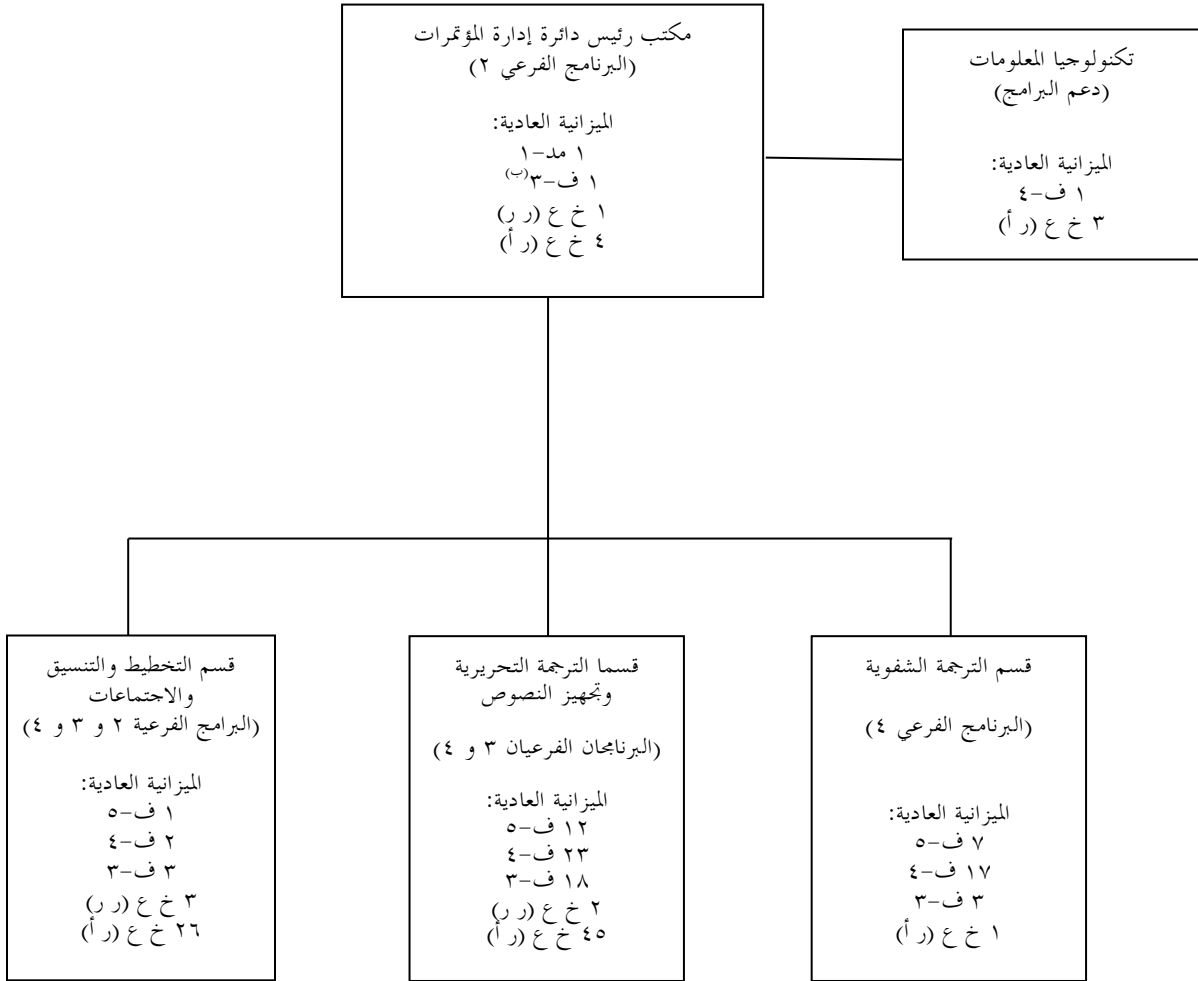 مكتب رئيس دائرة إدارة المؤتمرات
(البرنامج الفرعي ٢)
الميزانية العادية:
١ مد-١
١ ف-٣(ب)
١ خ ع (ر ر)
٤ خ ع (ر أ)
تكنولوجيا المعلومات
(دعم البرامج)
الميزانية العادية:
١ ف-٤
٣ خ ع (ر أ)
قسم الترجمة الشفوية
(البرنامج الفرعي ٤)
الميزانية العادية:
٧ ف-٥
١٧ ف-٤
٣ ف-٣
١ خ ع (ر أ)
قسما الترجمة التحريرية
وتجهيز النصوص
(البرنامجان الفرعيان ٣ و ٤)
الميزانية العادية:
١٢ ف-٥
٢٣ ف-٤
١٨ ف-٣
٢ خ ع (ر ر)
٤٥ خ ع (ر أ)
قسم التخطيط والتنسيق
والاجتماعات
(البرامج الفرعية ٢ و ٣ و ٤)
الميزانية العادية:
١ ف-٥
٢ ف-٤
٣ ف-٣
٣ خ ع (ر ر)
٢٦ خ ع (ر أ)